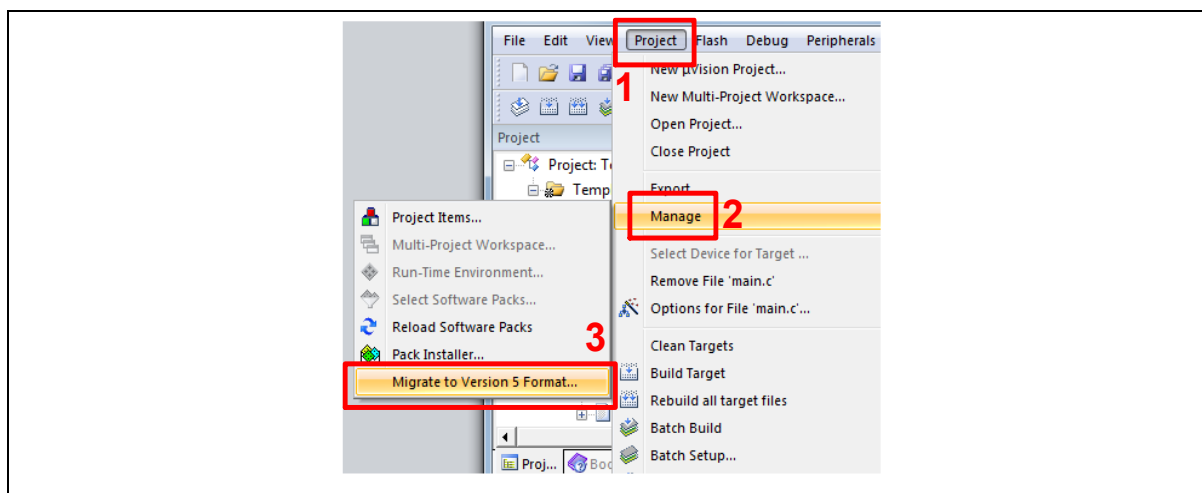 File Edit View Project Flash Debug Peripherals
1
New µVision Project...
New Multi-Project Workspace...
Open Project...
Close Project
Export
Manage
2
Select Device for Target ...
Remove File 'main.c'
Options for File 'main.c'...
Clean Targets
Build Target
Rebuild all target files
Batch Build
Batch Setup...
Project
Project:
Project Items...
Multi-Project Workspace...
Run-Time Environment...
Select Software Packs...
Reload Software Packs
3
Pack Installer...
Migrate to Version 5 Format...
Proj...